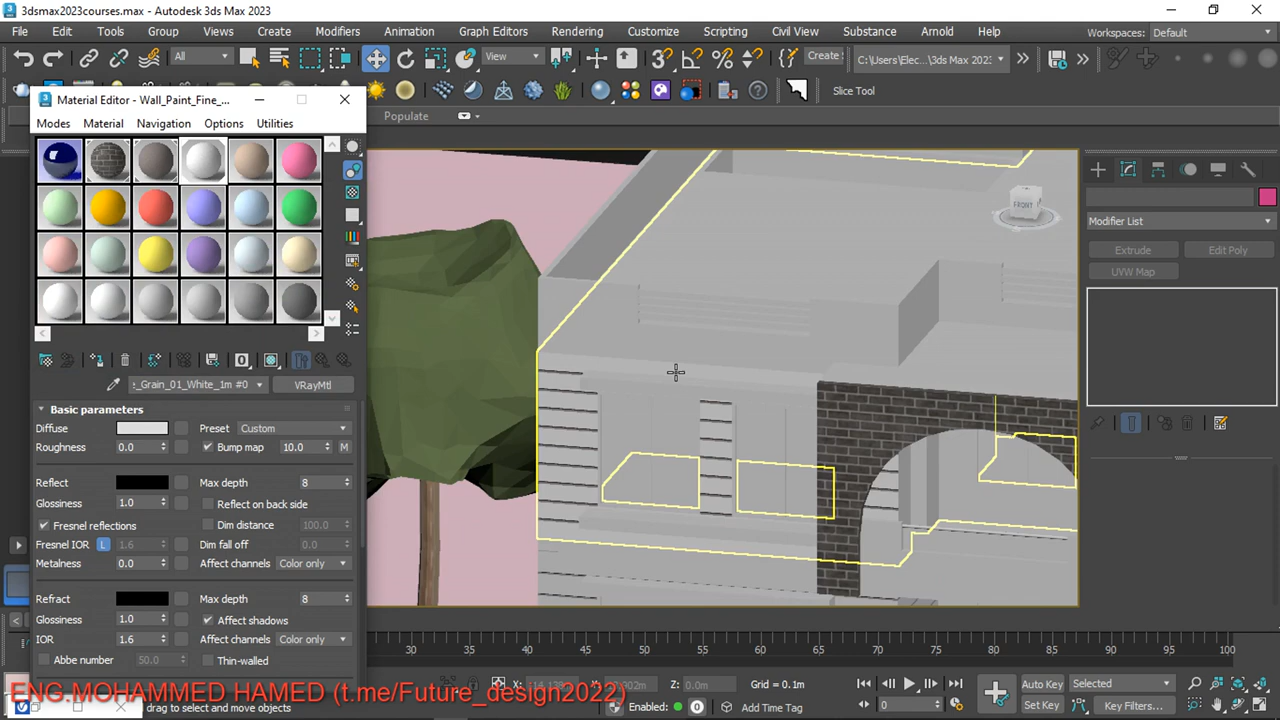 3dsmax2023courses.max - Autodesk 3ds Max 2023
File Edit Tools Group Views Create Modifiers Animation Graph Editors Rendering Customize Scripting Civil View Substance Arnold Help Workspaces: Default
All View Create C:\Users\Elec...\3ds Max 202:
Slice Tool
Populate
Material Editor - Wall_Paint_Fine_...
Modes Material Navigation Options Utilities
FRONT
Modifier List
Extrude Edit Poly
UVW Map
:_Grain_01_White_1m #0 VRayMtl
Basic parameters
Diffuse Preset Custom
Roughness 0.0 Bump map 10.0 M
Reflect Max depth 8
Glossiness 1.0 Reflect on back side
Fresnel reflections Dim distance 100.0
Fresnel IOR L 1.6 Dim fall off 0.0
Metalness 0.0 Affect channels Color only
Refract Max depth 8
Glossiness 1.0 Affect shadows
IOR 1.6 Affect channels Color only
Abbe number 50.0 Thin-walled
30 35 40 45 50 55 60 65 70 75 80 85 90 95 100
ENG.MOHAMMED HAMED (t.me/Future_design2022)
X: Y: Z: 0.0m Grid = 0.1m Auto Key Selected
drag to select and move objects Enabled: 0 Add Time Tag 0 Set Key Key Filters...